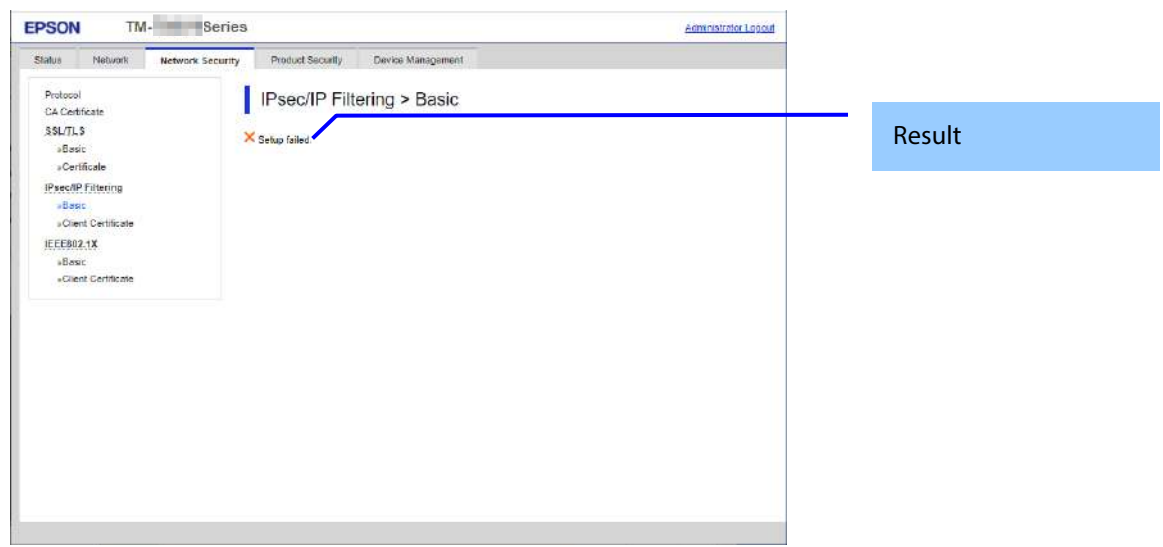 EPSON TM- Series Administrator Logout
Status Network Network Security Product Security Device Management
Protocol
CA Certificate
SSL/TLS
»Basic
»Certificate
IPsec/IP Filtering
»Basic
»Client Certificate
IEEE802.1X
»Basic
»Client Certificate
IPsec/IP Filtering > Basic
Setup failed.
Result